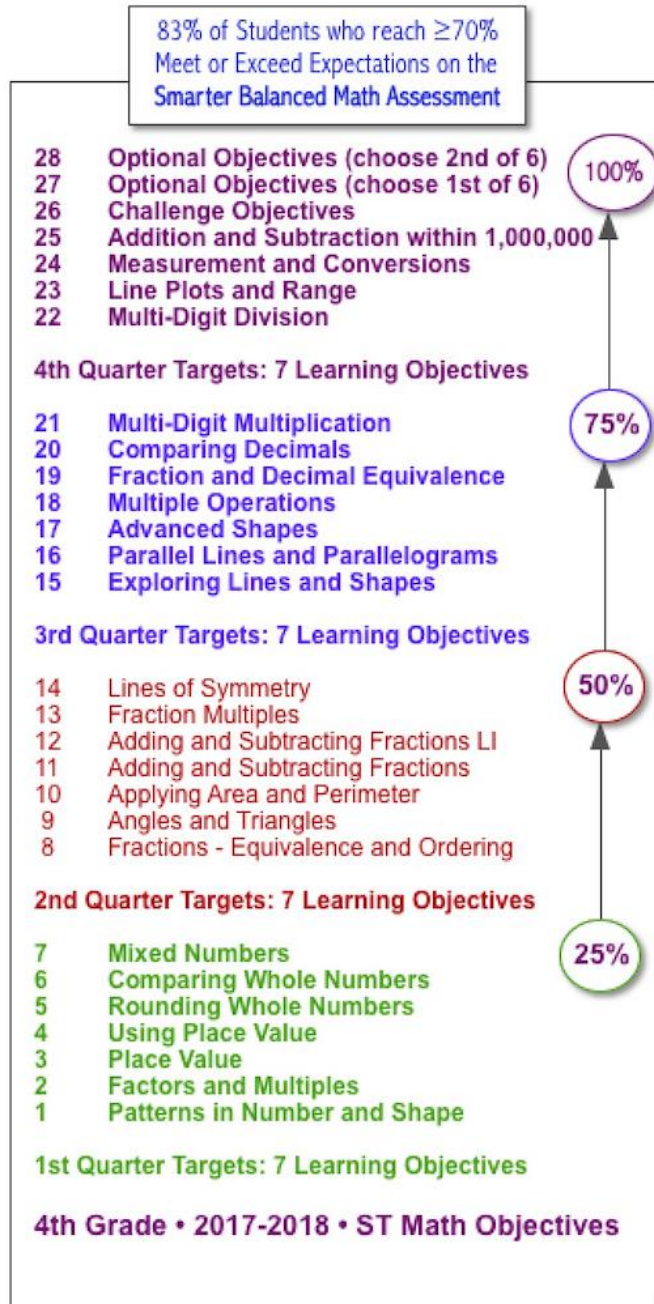 83% of Students who reach ≥70%
Meet or Exceed Expectations on the
Smarter Balanced Math Assessment
28 Optional Objectives (choose 2nd of 6)
27 Optional Objectives (choose 1st of 6)
100%
26 Challenge Objectives
25 Addition and Subtraction within 1,000,000
24 Measurement and Conversions
23 Line Plots and Range
22 Multi-Digit Division
4th Quarter Targets: 7 Learning Objectives
21 Multi-Digit Multiplication
75%
20 Comparing Decimals
19 Fraction and Decimal Equivalence
18 Multiple Operations
17 Advanced Shapes
16 Parallel Lines and Parallelograms
15 Exploring Lines and Shapes
3rd Quarter Targets: 7 Learning Objectives
14 Lines of Symmetry
50%
13 Fraction Multiples
12 Adding and Subtracting Fractions LI
11 Adding and Subtracting Fractions
10 Applying Area and Perimeter
9 Angles and Triangles
8 Fractions - Equivalence and Ordering
2nd Quarter Targets: 7 Learning Objectives
7 Mixed Numbers
25%
6 Comparing Whole Numbers
5 Rounding Whole Numbers
4 Using Place Value
3 Place Value
2 Factors and Multiples
1 Patterns in Number and Shape
1st Quarter Targets: 7 Learning Objectives
4th Grade • 2017-2018 • ST Math Objectives